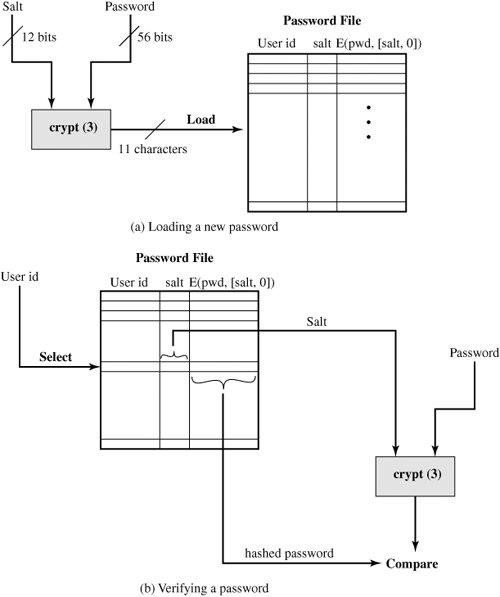 Salt
Password
12 bits
56 bits
crypt (3)
11 characters
Load
Password File
User id salt E(pwd, [salt, 0])
(a) Loading a new password
Password File
User id
User id salt E(pwd, [salt, 0])
Salt
Select
Password
crypt (3)
hashed password
Compare
(b) Verifying a password